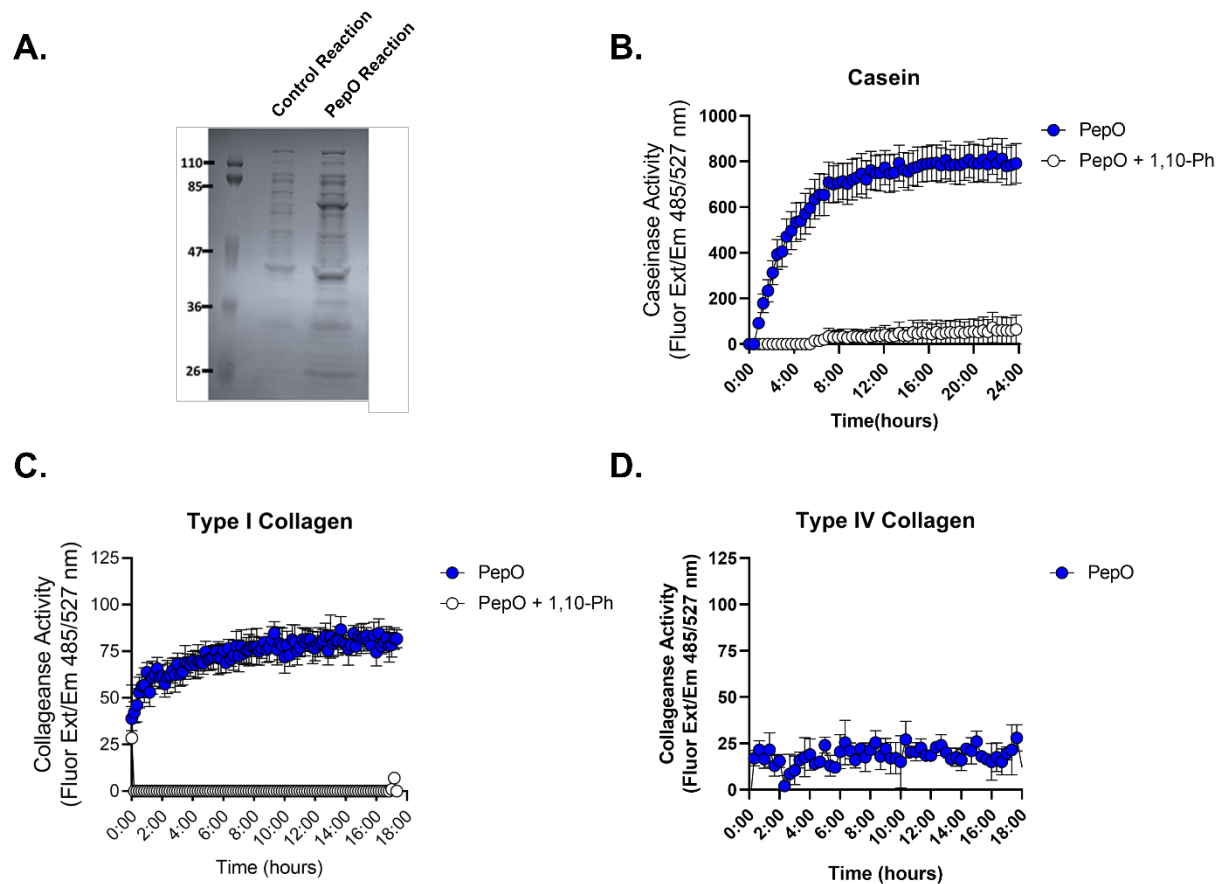 A.
Control Reaction
PepO Reaction
110
85
47
36
26
B.
Casein
Caseinase Activity
(Fluor Ext/Em 485/527 nm)
1000
800
600
400
200
0
0:00
4:00
8:00
12:00
16:00
20:00
24:00
Time(hours)
PepO
PepO + 1,10-Ph
C.
Type I Collagen
Collageanse Activity
(Fluor Ext/Em 485/527 nm)
125
100
75
50
25
0
0:00
2:00
4:00
6:00
8:00
10:00
12:00
14:00
16:00
18:00
Time (hours)
PepO
PepO + 1,10-Ph
D.
Type IV Collagen
Collageanse Activity
(Fluor Ext/Em 485/527 nm)
125
100
75
50
25
0
0:00
2:00
4:00
6:00
8:00
10:00
12:00
14:00
16:00
18:00
Time (hours)
PepO